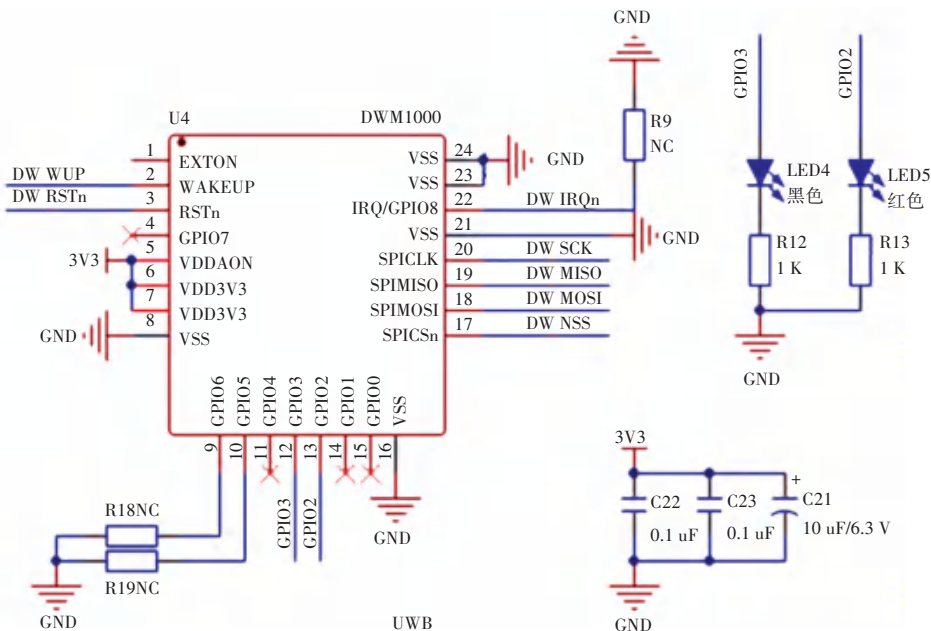 GND
U4
DWM1000
R9
NC
GPIO3
GPIO2
1
EXTON
DW WUP
2
WAKEUP
DW RSTn
3
RSTn
4
GPIO7
3V3
5
VDDAON
6
VDD3V3
7
VDD3V3
GND
8
VSS
VSS
24
GND
VSS
23
IRQ/GPIO8
22
DW IRQn
VSS
21
GND
SPICLK
20
DW SCK
SPIMISO
19
DW MISO
SPIMOSI
18
DW MOSI
SPICSn
17
DW NSS
LED4
黑色
LED5
红色
R12
1 K
R13
1 K
GND
GPIO6
GPIO5
GPIO4
GPIO3
GPIO2
GPIO1
GPIO0
VSS
9
10
11
12
13
14
15
16
GPIO3
GPIO2
GND
R18NC
R19NC
GND
UWB
3V3
C22
0.1 uF
C23
0.1 uF
+
C21
10 uF/6.3 V
GND